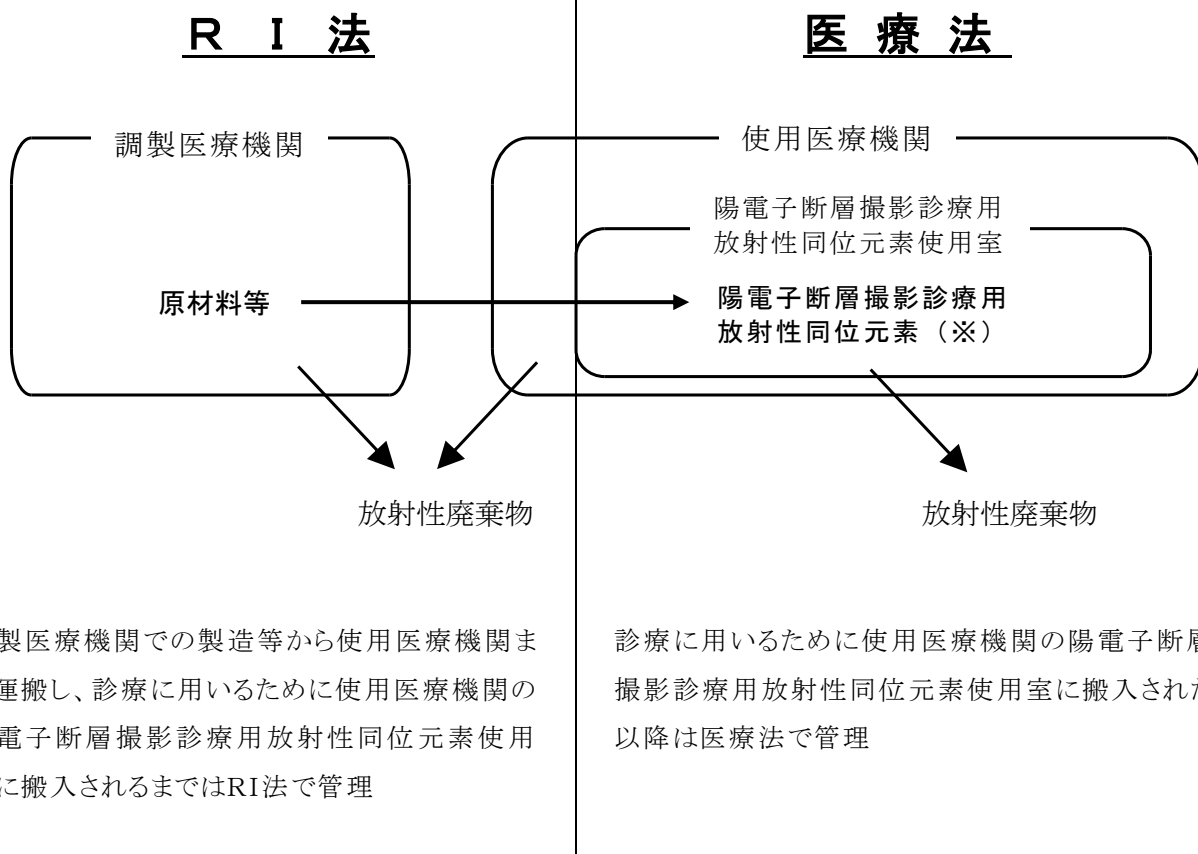 RI法
医療法
調製医療機関
使用医療機関
陽電子断層撮影診療用
放射性同位元素使用室
原材料等
陽電子断層撮影診療用
放射性同位元素（※）
放射性廃棄物
放射性廃棄物
製医療機関での製造等から使用医療機関ま
運搬し、診療に用いるために使用医療機関の
電子断層撮影診療用放射性同位元素使用
に搬入されるまではRI法で管理
診療に用いるために使用医療機関の陽電子断層
撮影診療用放射性同位元素使用室に搬入された
以降は医療法で管理